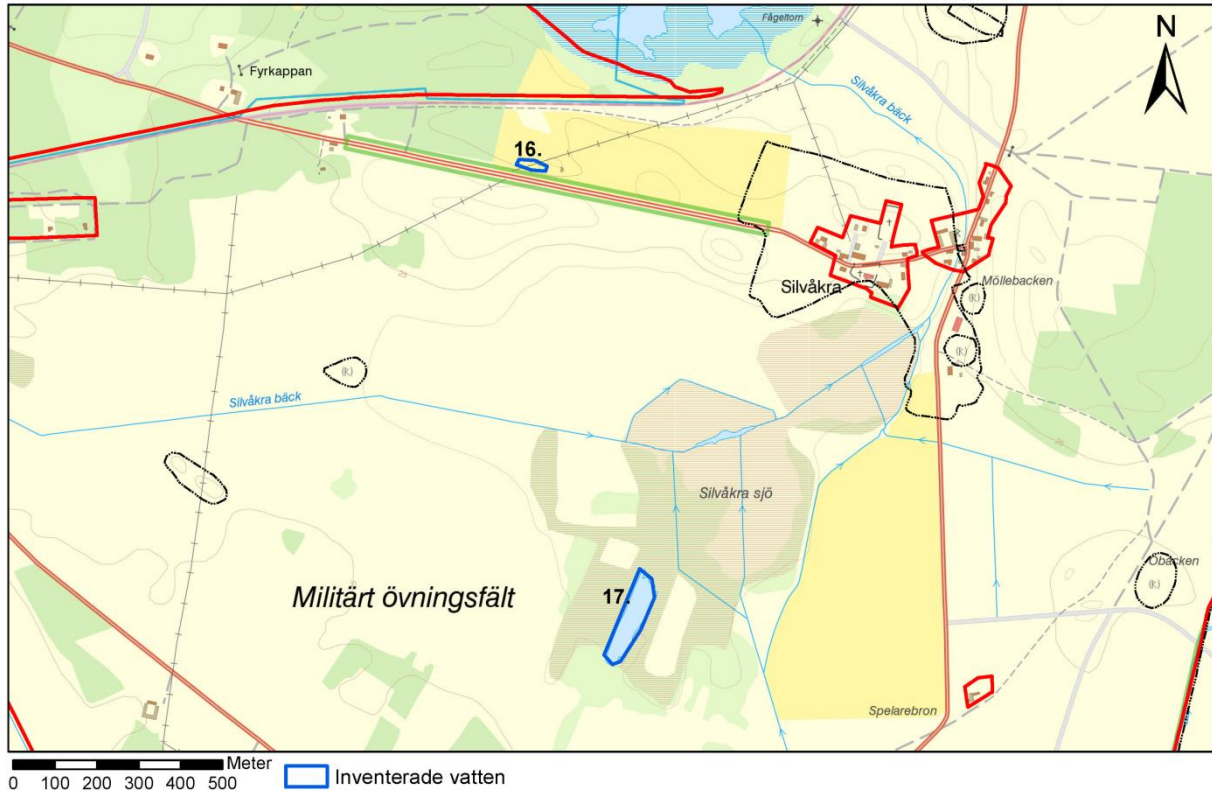 Fågeltorn
N
Fyrkappan
Silvåkra bäck
16.
Möllebacken
Silvåkra
(K)
(K)
(K)
Silvåkra bäck
Silvåkra sjö
Öbacken
(K)
Militärt övningsfält
17.
Spelarebron
Meter
0 100 200 300 400 500
Inventerade vatten